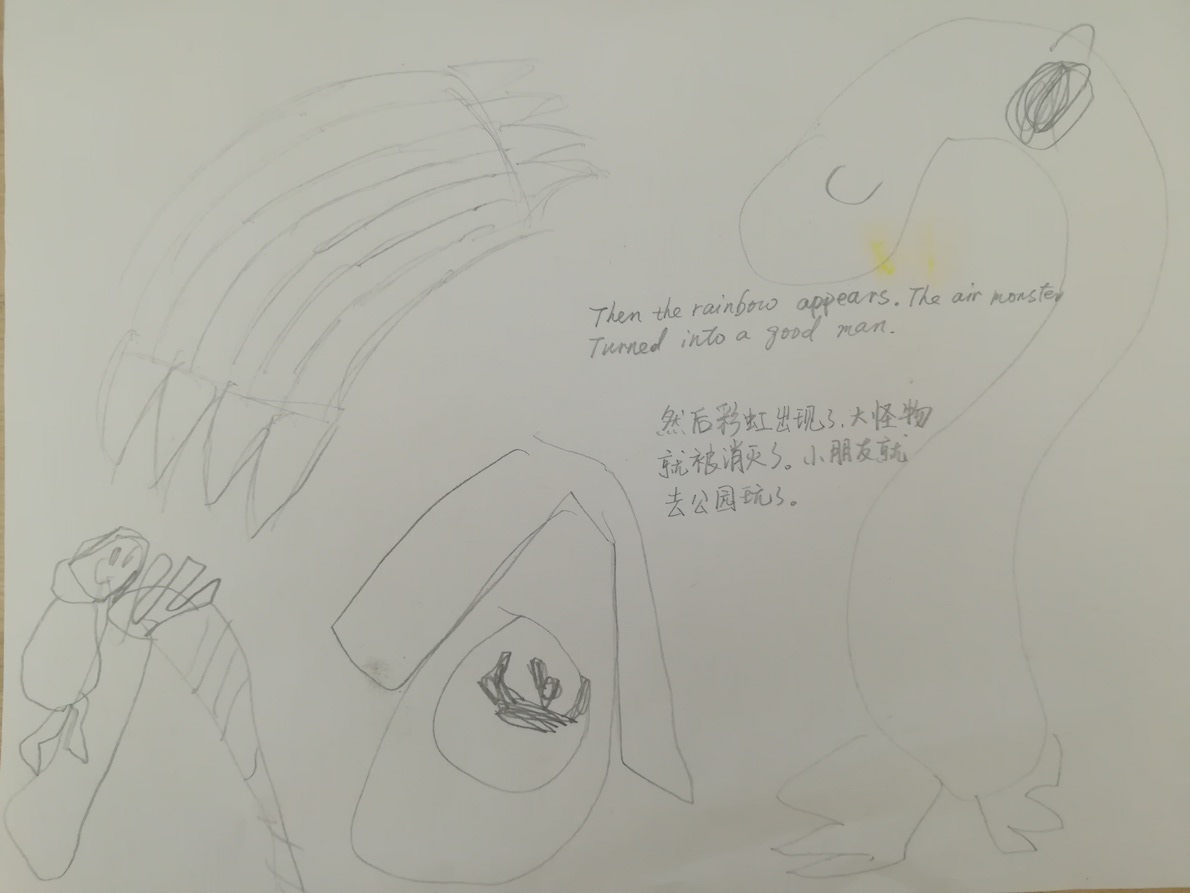 Then the rainbow appears. The air monster
Turned into a good man.
然后彩虹出现了.大怪物
就被消灭了。小朋友就
去公园玩了。